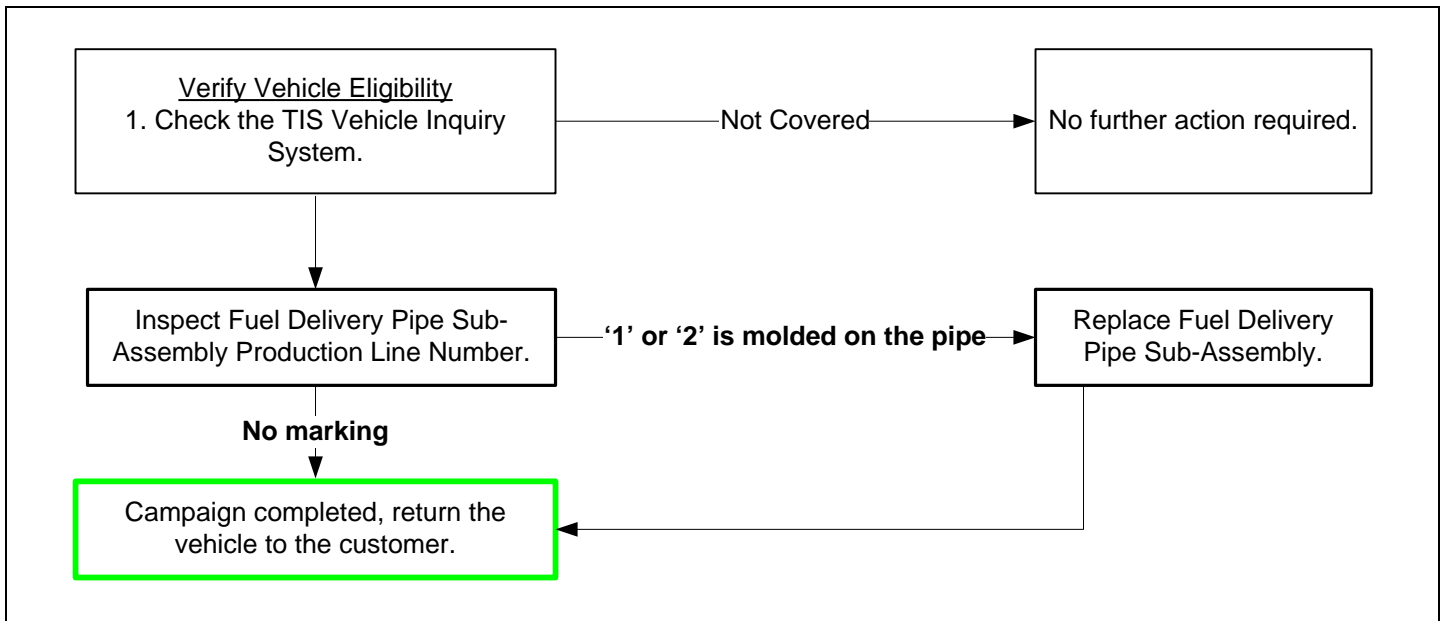 Verify Vehicle Eligibility
1. Check the TIS Vehicle Inquiry
System.
Not Covered
No further action required.
Inspect Fuel Delivery Pipe Sub-
Assembly Production Line Number.
‘1’ or ‘2’ is molded on the pipe
Replace Fuel Delivery
Pipe Sub-Assembly.
No marking
Campaign completed, return the
vehicle to the customer.